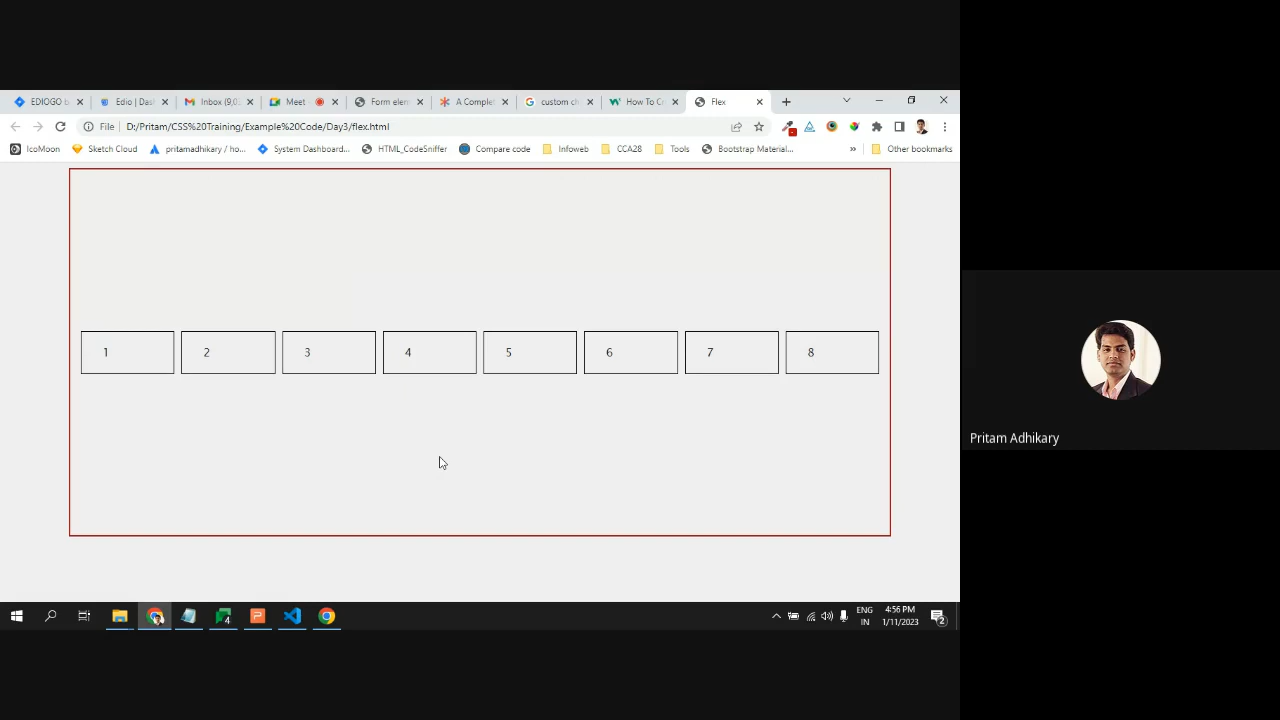 EDIOGO b
Edio | Das
Inbox (9,0
Meet
Form elen
A Complet
custom ch
How To Cr
Flex
File D:/Pritam/CSS%20Training/Example%20Code/Day3/flex.html
IcoMoon Sketch Cloud pritamadhikary / ho... System Dashboard... HTML_CodeSniffer Compare code Infoweb CCA28 Tools Bootstrap Material... » Other bookmarks
1 2 3 4 5 6 7 8
Pritam Adhikary
4
ENG
IN
4:56 PM
1/11/2023
2